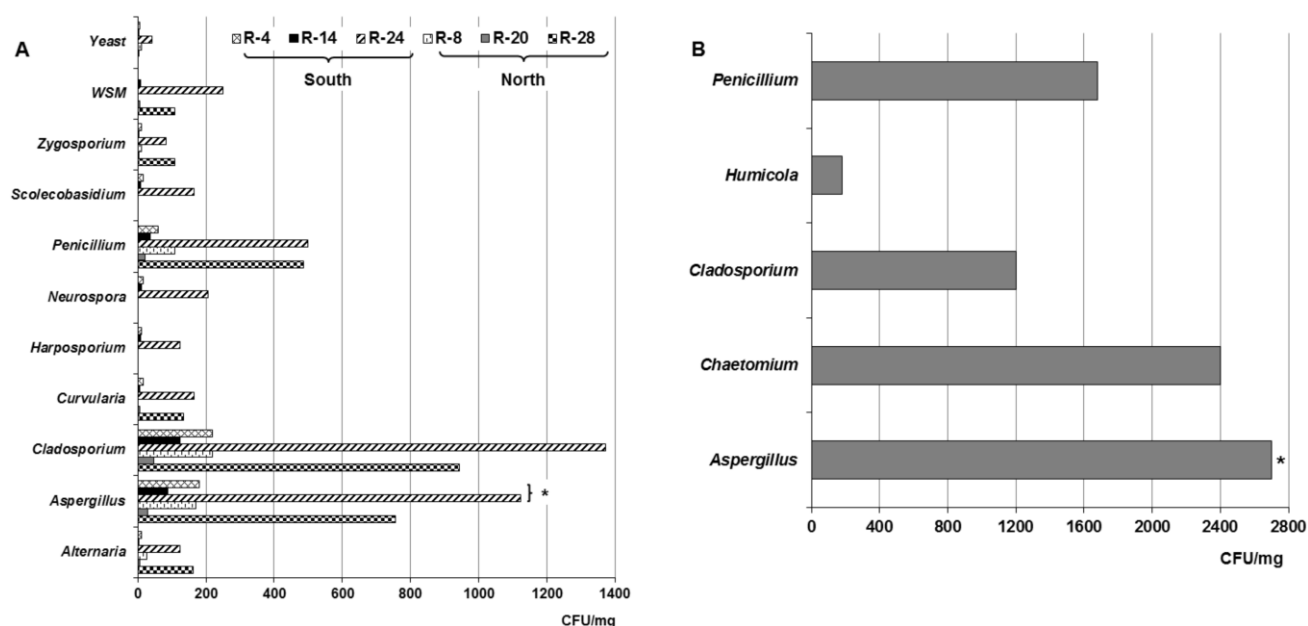 A
R-4 R-14 R-24 R-8 R-20 R-28
South North
Yeast
WSM
Zygosporium
Scolecobasidium
Penicillium
Neurospora
Harposporium
Curvularia
Cladosporium
Aspergillus *
Alternaria
0 200 400 600 800 1000 1200 1400
CFU/mg
B
Penicillium
Humicola
Cladosporium
Chaetomium
Aspergillus *
0 400 800 1200 1600 2000 2400 2800
CFU/mg